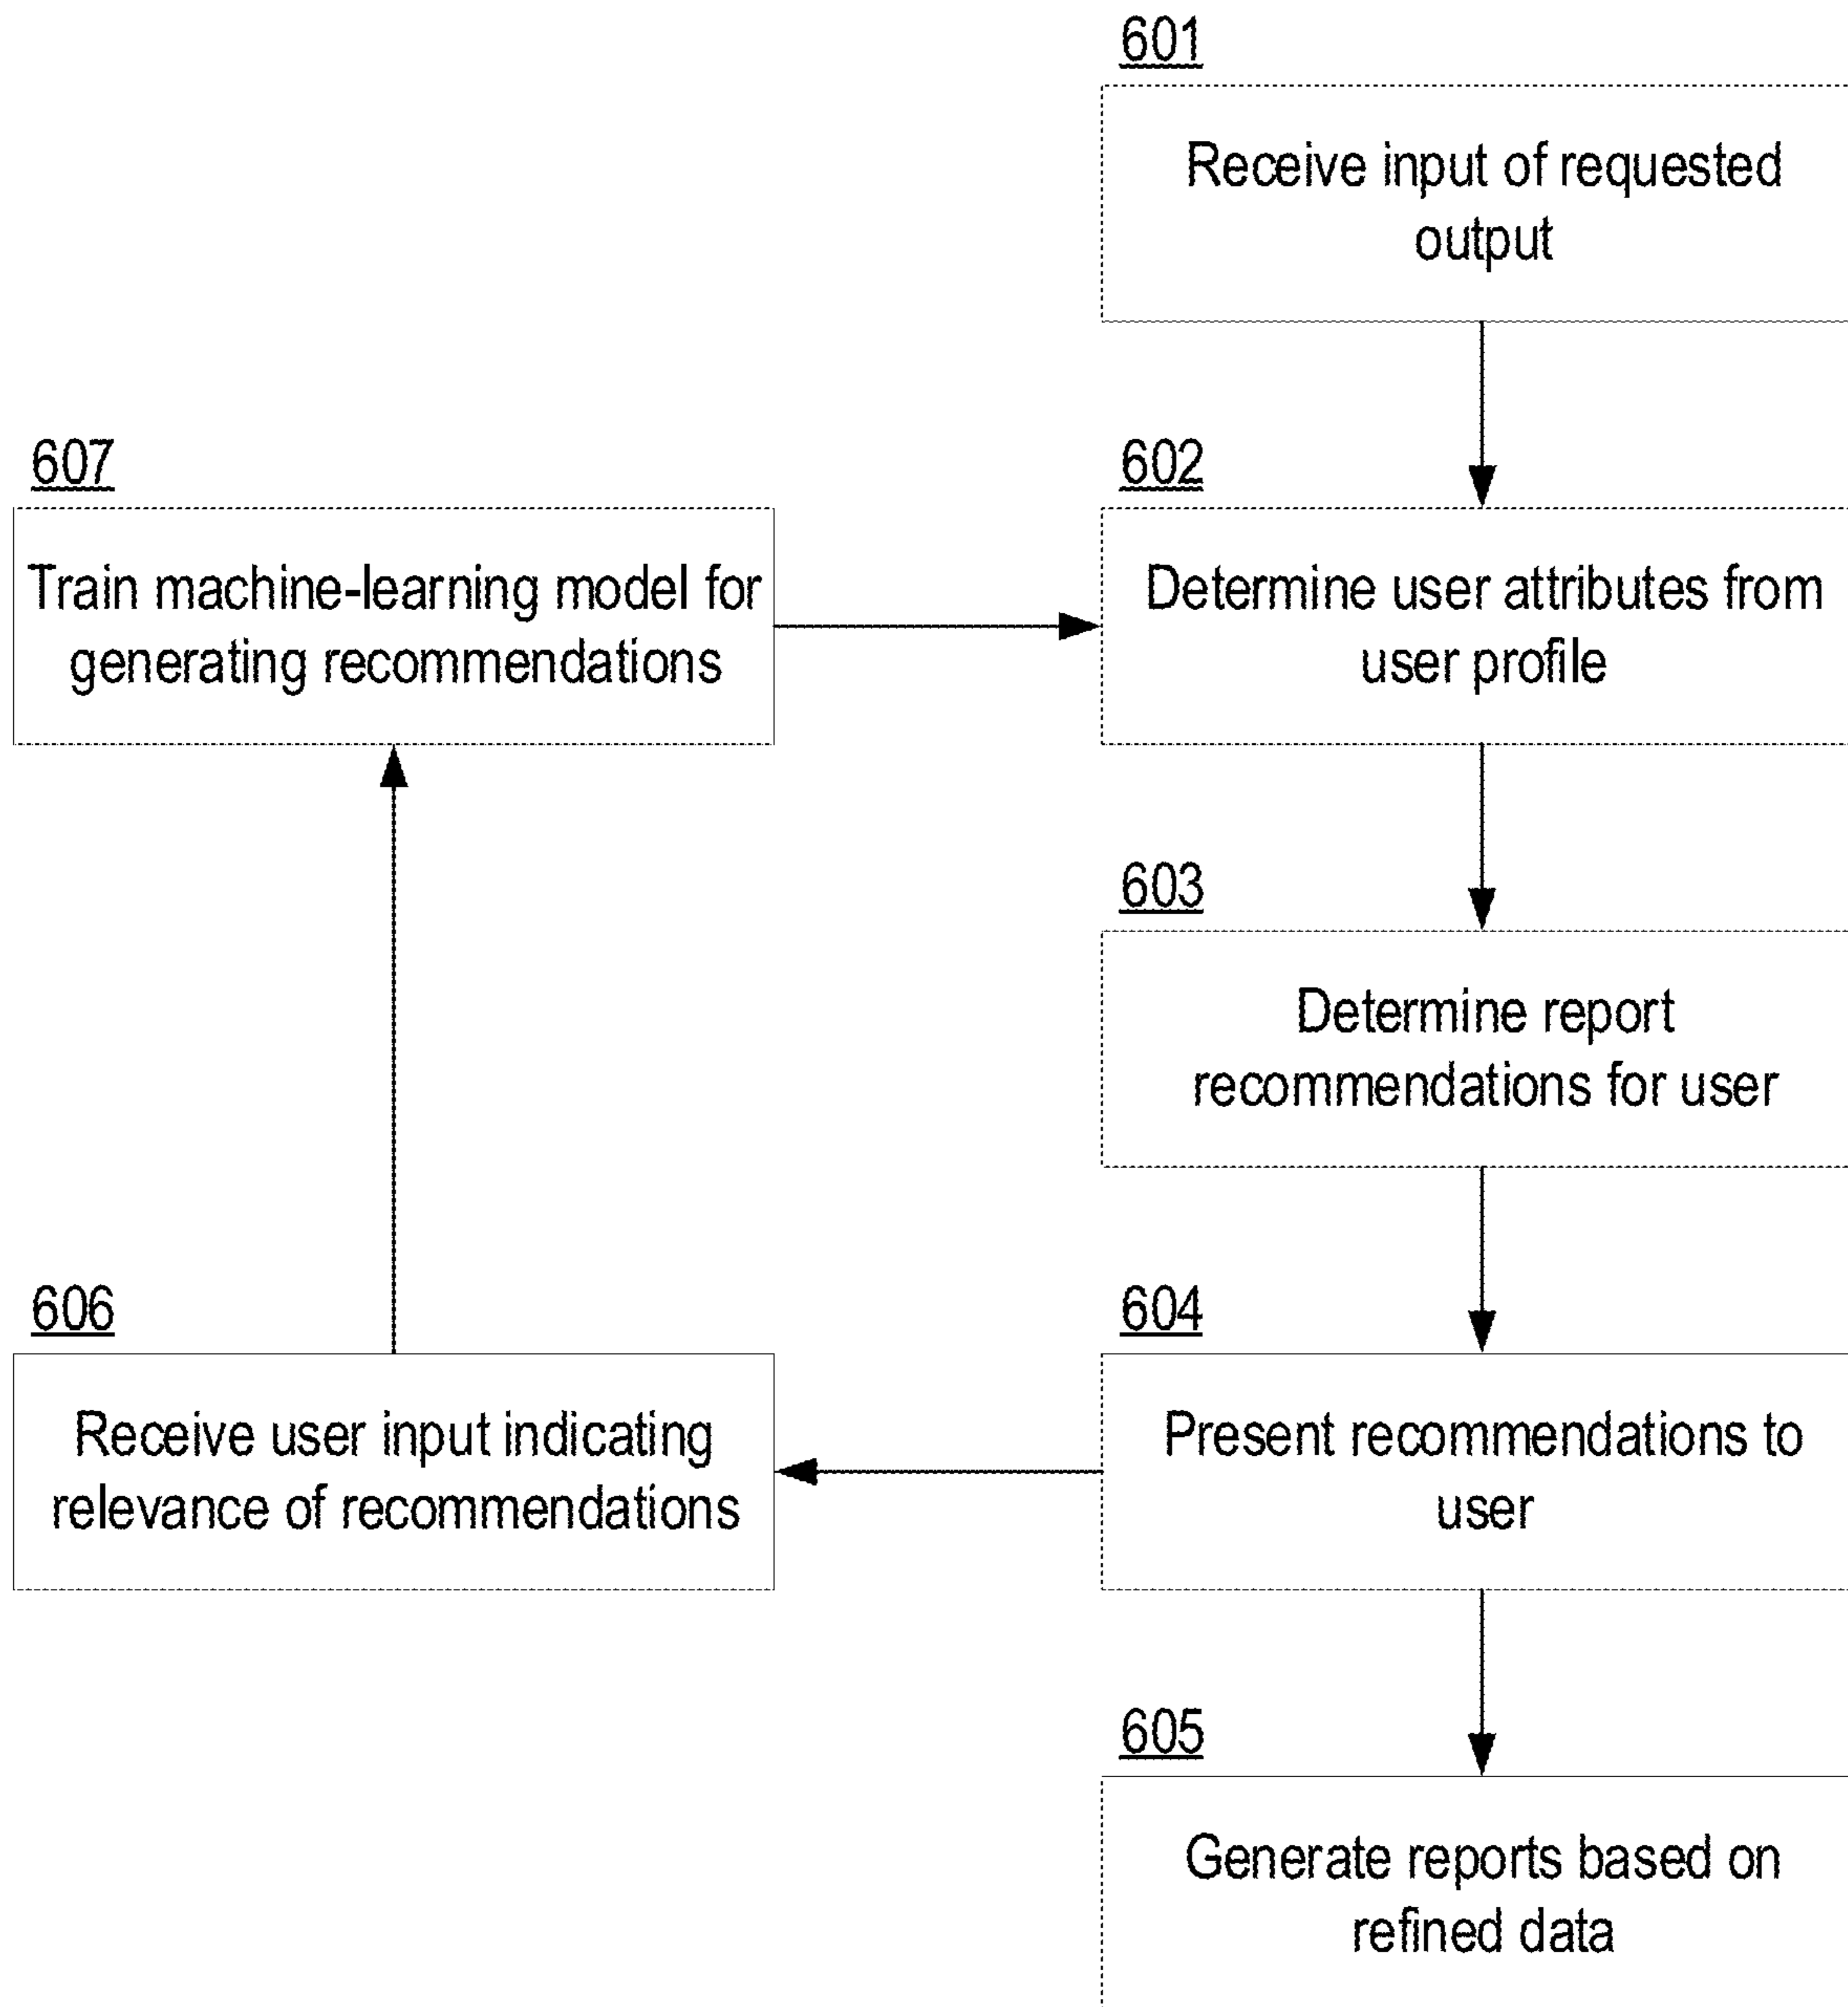 601
Receive input of requested
output
607
Train machine-learning model for
generating recommendations
602
Determine user attributes from
user profile
603
Determine report
recommendations for user
606
Receive user input indicating
relevance of recommendations
604
Present recommendations to
user
605
Generate reports based on
refined data